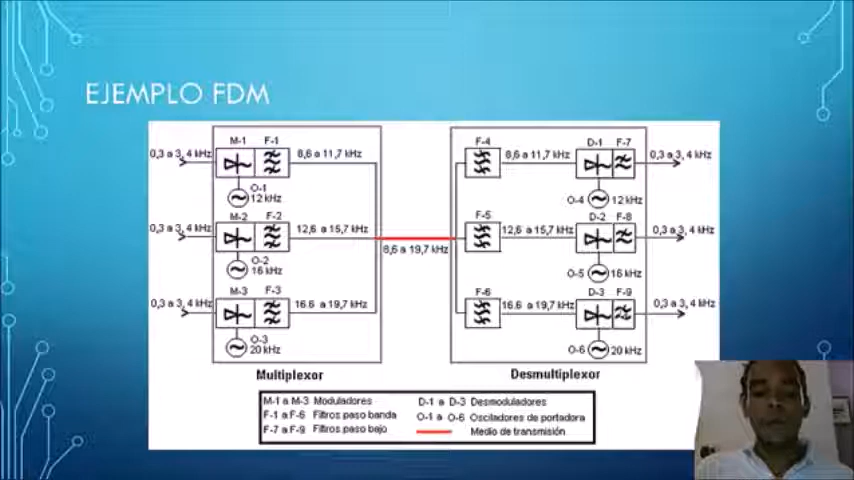 EJEMPLO FDM
M-1 F-1
0,3 a 3, 4 kHz
8,6 a 11,7 kHz
O-1
12 kHz
M-2 F-2
0,3 a 3, 4 kHz
12,6 a 15,7 kHz
O-2
16 kHz
M-3 F-3
0,3 a 3, 4 kHz
16.6 a 19,7 kHz
O-3
20 kHz
Multiplexor
8,6 a 19,7 kHz
F-4
8,6 a 11,7 kHz
D-1 F-7
0,3 a 3, 4 kHz
O-4 12 kHz
F-5
12,6 a 15,7 kHz
D-2 F-8
0,3 a 3, 4 kHz
O-5 16 kHz
F-6
16.6 a 19,7 kHz
D-3 F-9
0,3 a 3, 4 kHz
O-6 20 kHz
Desmultiplexor
M-1 a M-3 Moduladores
F-1 a F-6 Filtros paso banda
F-7 a F-9 Filtros paso bajo
D-1 a D-3 Desmoduladores
O-1 a O-6 Osciladores de portadora
Medio de transmisión